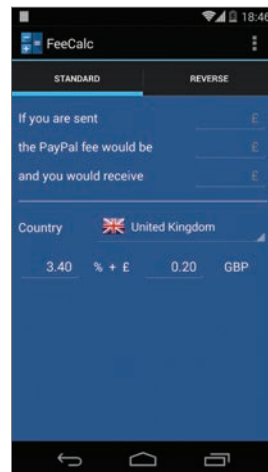 18:46
FeeCalc
STANDARD REVERSE
If you are sent £
the PayPal fee would be £
and you would receive £
Country United Kingdom
3.40 % + £ 0.20 GBP